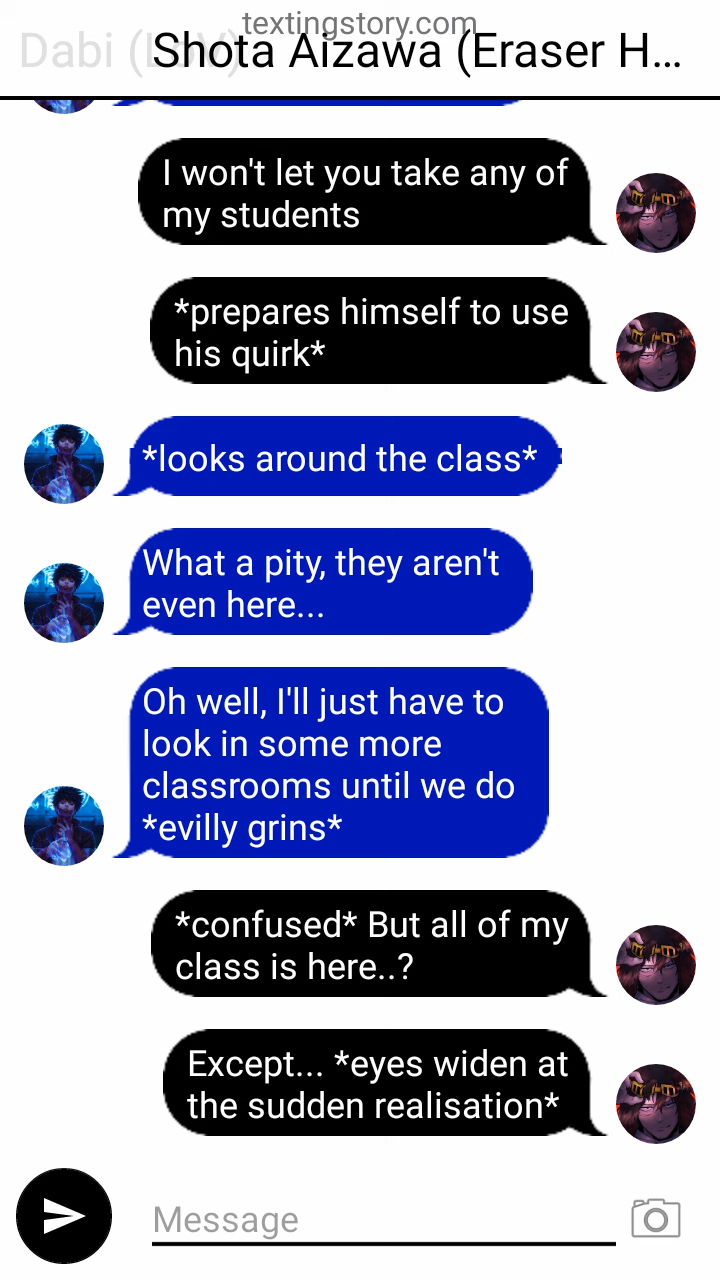 textingstory.com
Dabi (LoV)
Shota Aizawa (Eraser H...
I won't let you take any of
my students
*prepares himself to use
his quirk*
*looks around the class*
What a pity, they aren't
even here...
Oh well, I'll just have to
look in some more
classrooms until we do
*evilly grins*
*confused* But all of my
class is here..?
Except... *eyes widen at
the sudden realisation*
Message